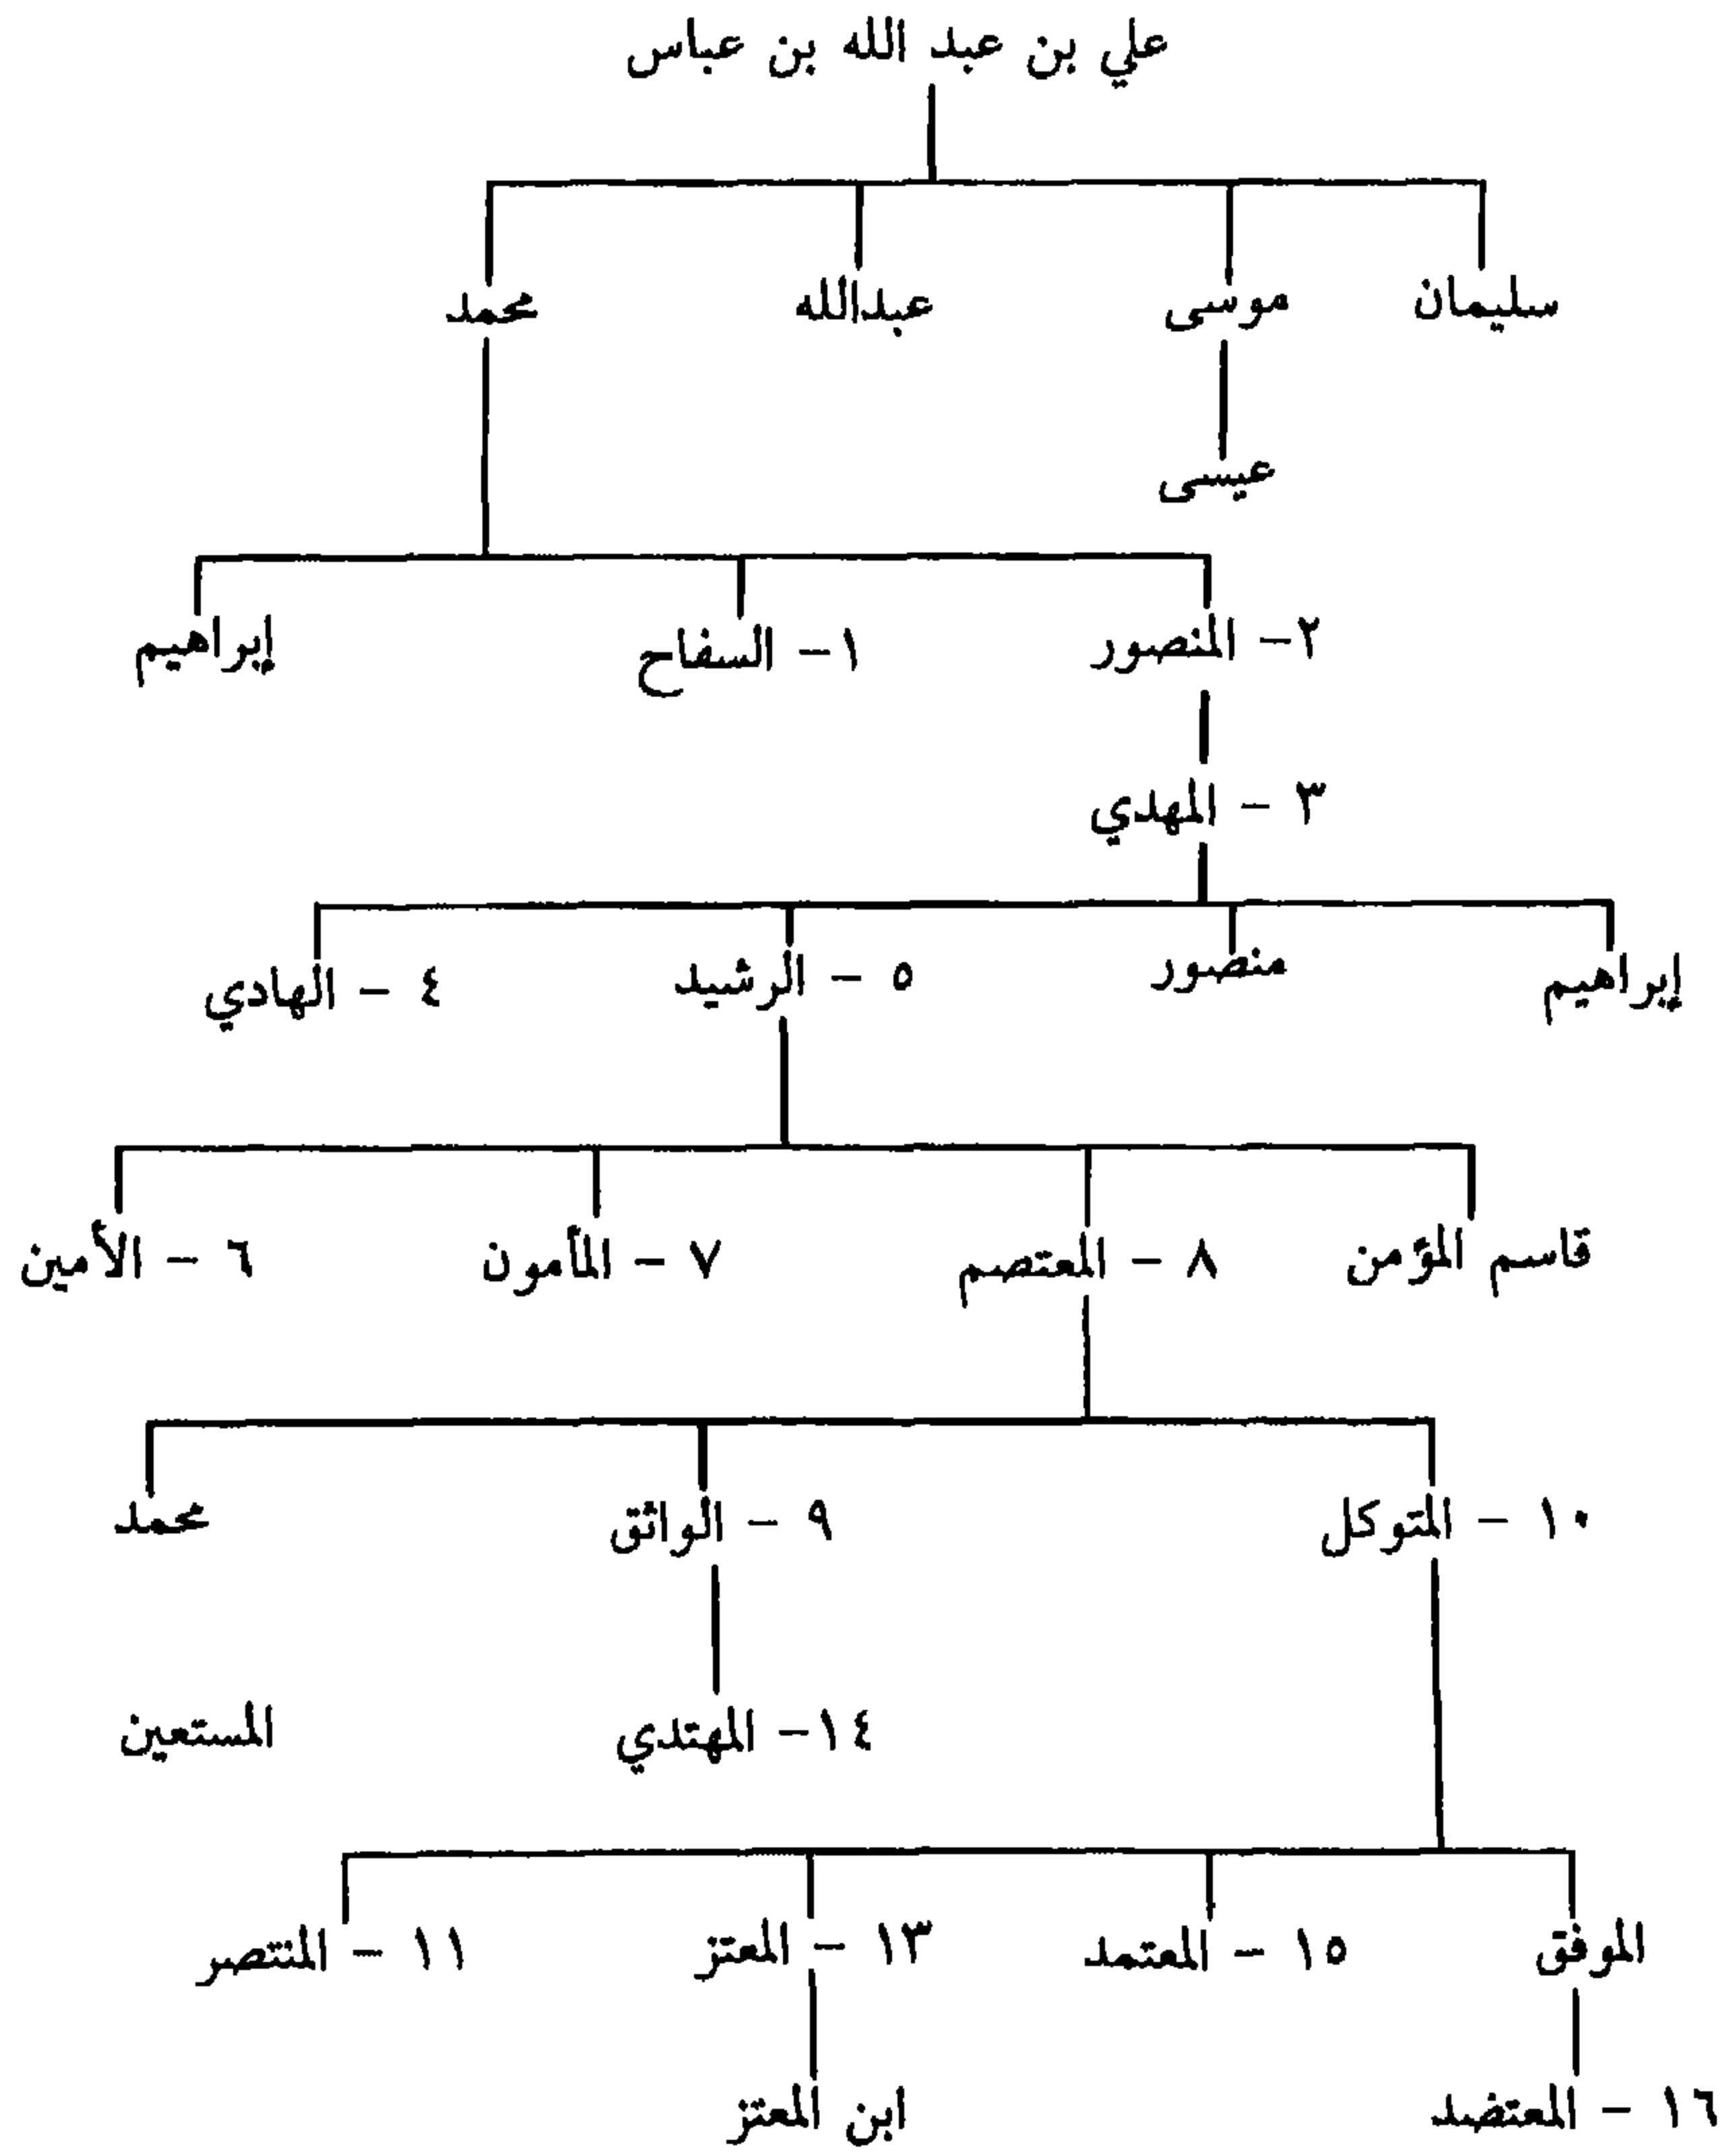 علي بن عبد الله بن عباس
سليمان
موسى
عبدالله
محمد
عيسى
٢- المنصور
١- السفاح
إبراهيم
٣ - المهدي
إبراهيم
منصور
٥ - الرشيد
٤ - الهادي
قاسم المؤمن
٨ - المعتصم
٧ - المأمون
٦ - الأمين
١٠ - المتوكل
٩ - الواثق
محمد
١٤- المهتدي
المستعين
الموفق
١٥ - المعتمد
١٣ - المعتز
١١ - المنتصر
١٦ - المعتضد
ابن المعتز